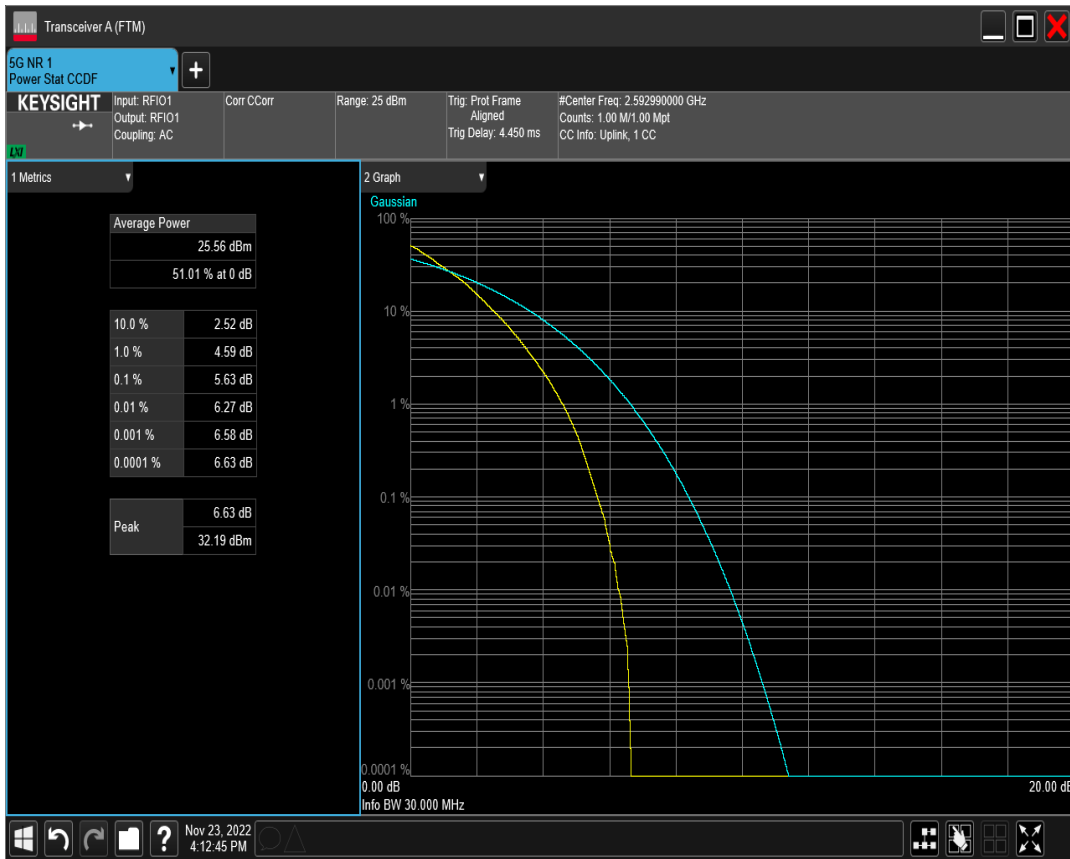 Transceiver A (FTM)
5G NR 1
Power Stat CCDF
+
KEYSIGHT
LXI
Input: RFIO1
Output: RFIO1
Coupling: AC
Corr CCorr
Range: 25 dBm
Trig: Prot Frame
Aligned
Trig Delay: 4.450 ms
#Center Freq: 2.592990000 GHz
Counts: 1.00 M/1.00 Mpt
CC Info: Uplink, 1 CC
1 Metrics
Average Power
25.56 dBm
51.01 % at 0 dB
10.0 % 2.52 dB
1.0 % 4.59 dB
0.1 % 5.63 dB
0.01 % 6.27 dB
0.001 % 6.58 dB
0.0001 % 6.63 dB
Peak
6.63 dB
32.19 dBm
2 Graph
Gaussian
100 %
10 %
1 %
0.1 %
0.01 %
0.001 %
0.0001 %
0.00 dB 20.00 dB
Info BW 30.000 MHz
?
Nov 23, 2022
4:12:45 PM